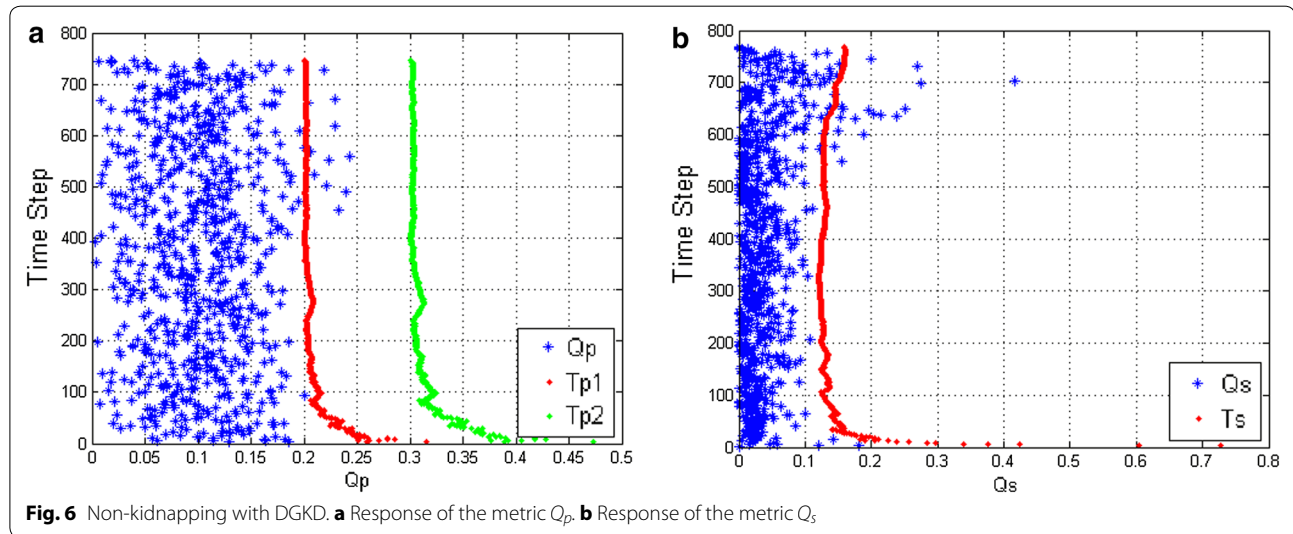 a
800
700
600
500
400
300
200
100
0
Time Step
0 0.05 0.1 0.15 0.2 0.25 0.3 0.35 0.4 0.45 0.5
Qp
Qp
Tp1
Tp2
b
800
700
600
500
400
300
200
100
0
Time Step
0 0.1 0.2 0.3 0.4 0.5 0.6 0.7 0.8
Qs
Qs
Ts
Fig. 6 Non-kidnapping with DGKD. a Response of the metric Qp. b Response of the metric Qs